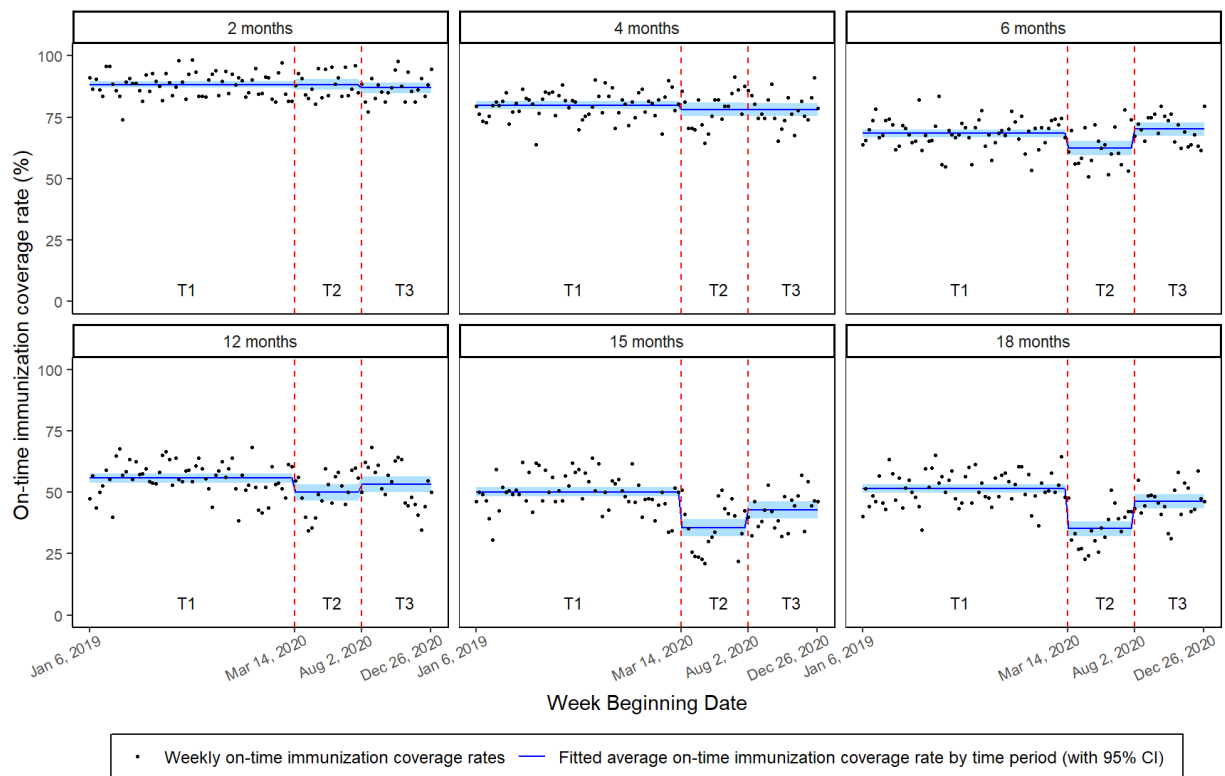 2 months
4 months
6 months
On-time immunization coverage rate (%)
100
75
50
25
0
T1
T2
T3
T1
T2
T3
T1
T2
T3
12 months
15 months
18 months
100
75
50
25
0
T1
T2
T3
T1
T2
T3
T1
T2
T3
Jan 6, 2019
Mar 14, 2020
Aug 2, 2020
Dec 26, 2020
Jan 6, 2019
Mar 14, 2020
Aug 2, 2020
Dec 26, 2020
Jan 6, 2019
Mar 14, 2020
Aug 2, 2020
Dec 26, 2020
Week Beginning Date
Weekly on-time immunization coverage rates
Fitted average on-time immunization coverage rate by time period (with 95% CI)